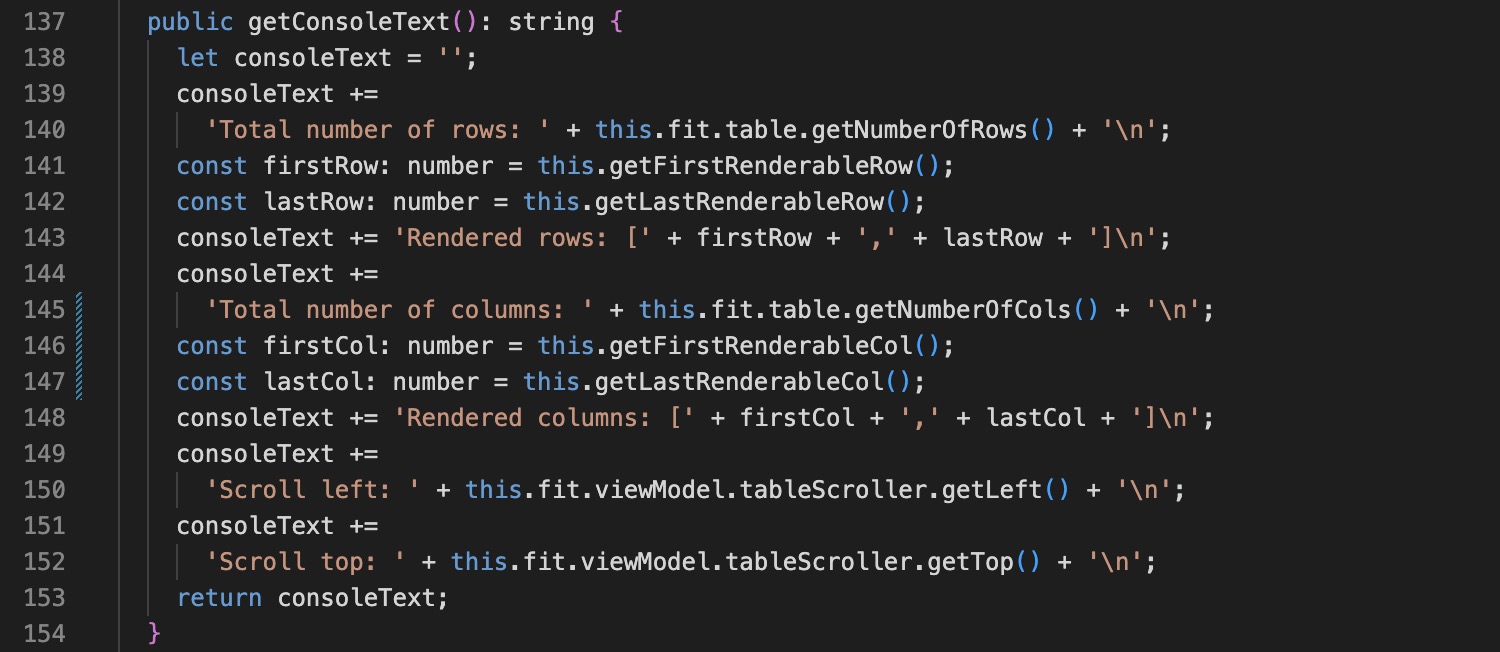 137 public getConsoleText(): string {
138 let consoleText = '';
139 consoleText +=
140 'Total number of rows: ' + this.fit.table.getNumberOfRows() + '\n';
141 const firstRow: number = this.getFirstRenderableRow();
142 const lastRow: number = this.getLastRenderableRow();
143 consoleText += 'Rendered rows: [' + firstRow + ',' + lastRow + ']\n';
144 consoleText +=
145 'Total number of columns: ' + this.fit.table.getNumberOfCols() + '\n';
146 const firstCol: number = this.getFirstRenderableCol();
147 const lastCol: number = this.getLastRenderableCol();
148 consoleText += 'Rendered columns: [' + firstCol + ',' + lastCol + ']\n';
149 consoleText +=
150 'Scroll left: ' + this.fit.viewModel.tableScroller.getLeft() + '\n';
151 consoleText +=
152 'Scroll top: ' + this.fit.viewModel.tableScroller.getTop() + '\n';
153 return consoleText;
154 }